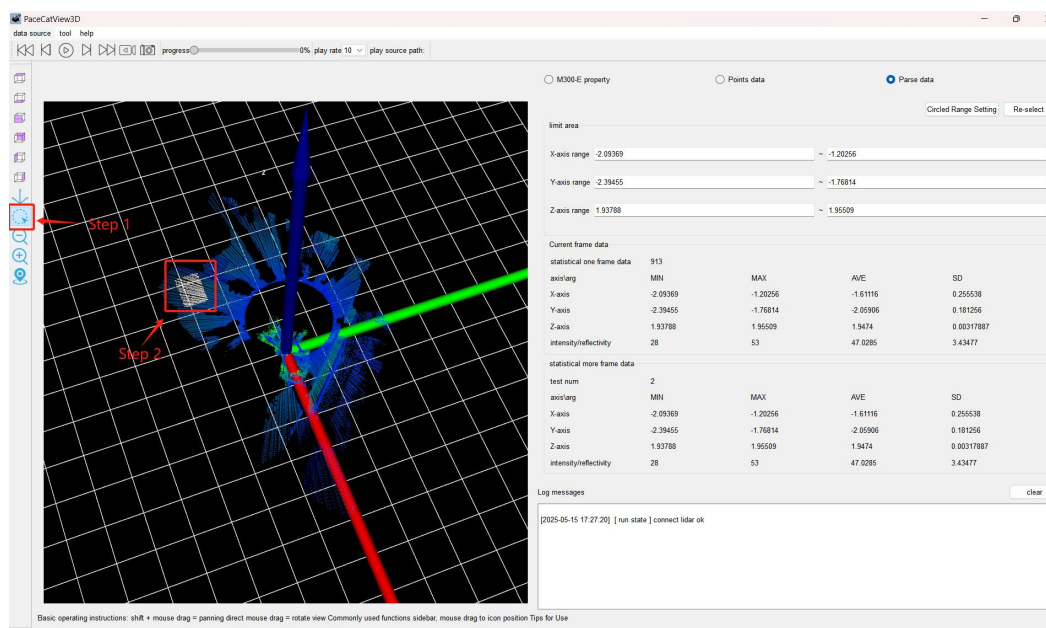 PaceCatView3D
data source tool help
progress 0% play rate 10 play source path:
M300-E property Points data Parse data
Circled Range Setting Re-select
limit area
X-axis range -2.09369 ~ -1.20256
Y-axis range -2.39455 ~ -1.76814
Z-axis range 1.93788 ~ 1.95509
Step 1
Step 2
z
Current frame data
statistical one frame data 913
axis\arg MIN MAX AVE SD
X-axis -2.09369 -1.20256 -1.61116 0.255538
Y-axis -2.39455 -1.76814 -2.05906 0.181256
Z-axis 1.93788 1.95509 1.9474 0.00317887
intensity/reflectivity 28 53 47.0285 3.43477
statistical more frame data
test num 2
axis\arg MIN MAX AVE SD
X-axis -2.09369 -1.20256 -1.61116 0.255538
Y-axis -2.39455 -1.76814 -2.05906 0.181256
Z-axis 1.93788 1.95509 1.9474 0.00317887
intensity/reflectivity 28 53 47.0285 3.43477
Log messages clear
[2025-05-15 17:27:20] [ run state ] connect lidar ok
Basic operating instructions: shift + mouse drag = panning direct mouse drag = rotate view Commonly used functions sidebar, mouse drag to icon position Tips for Use